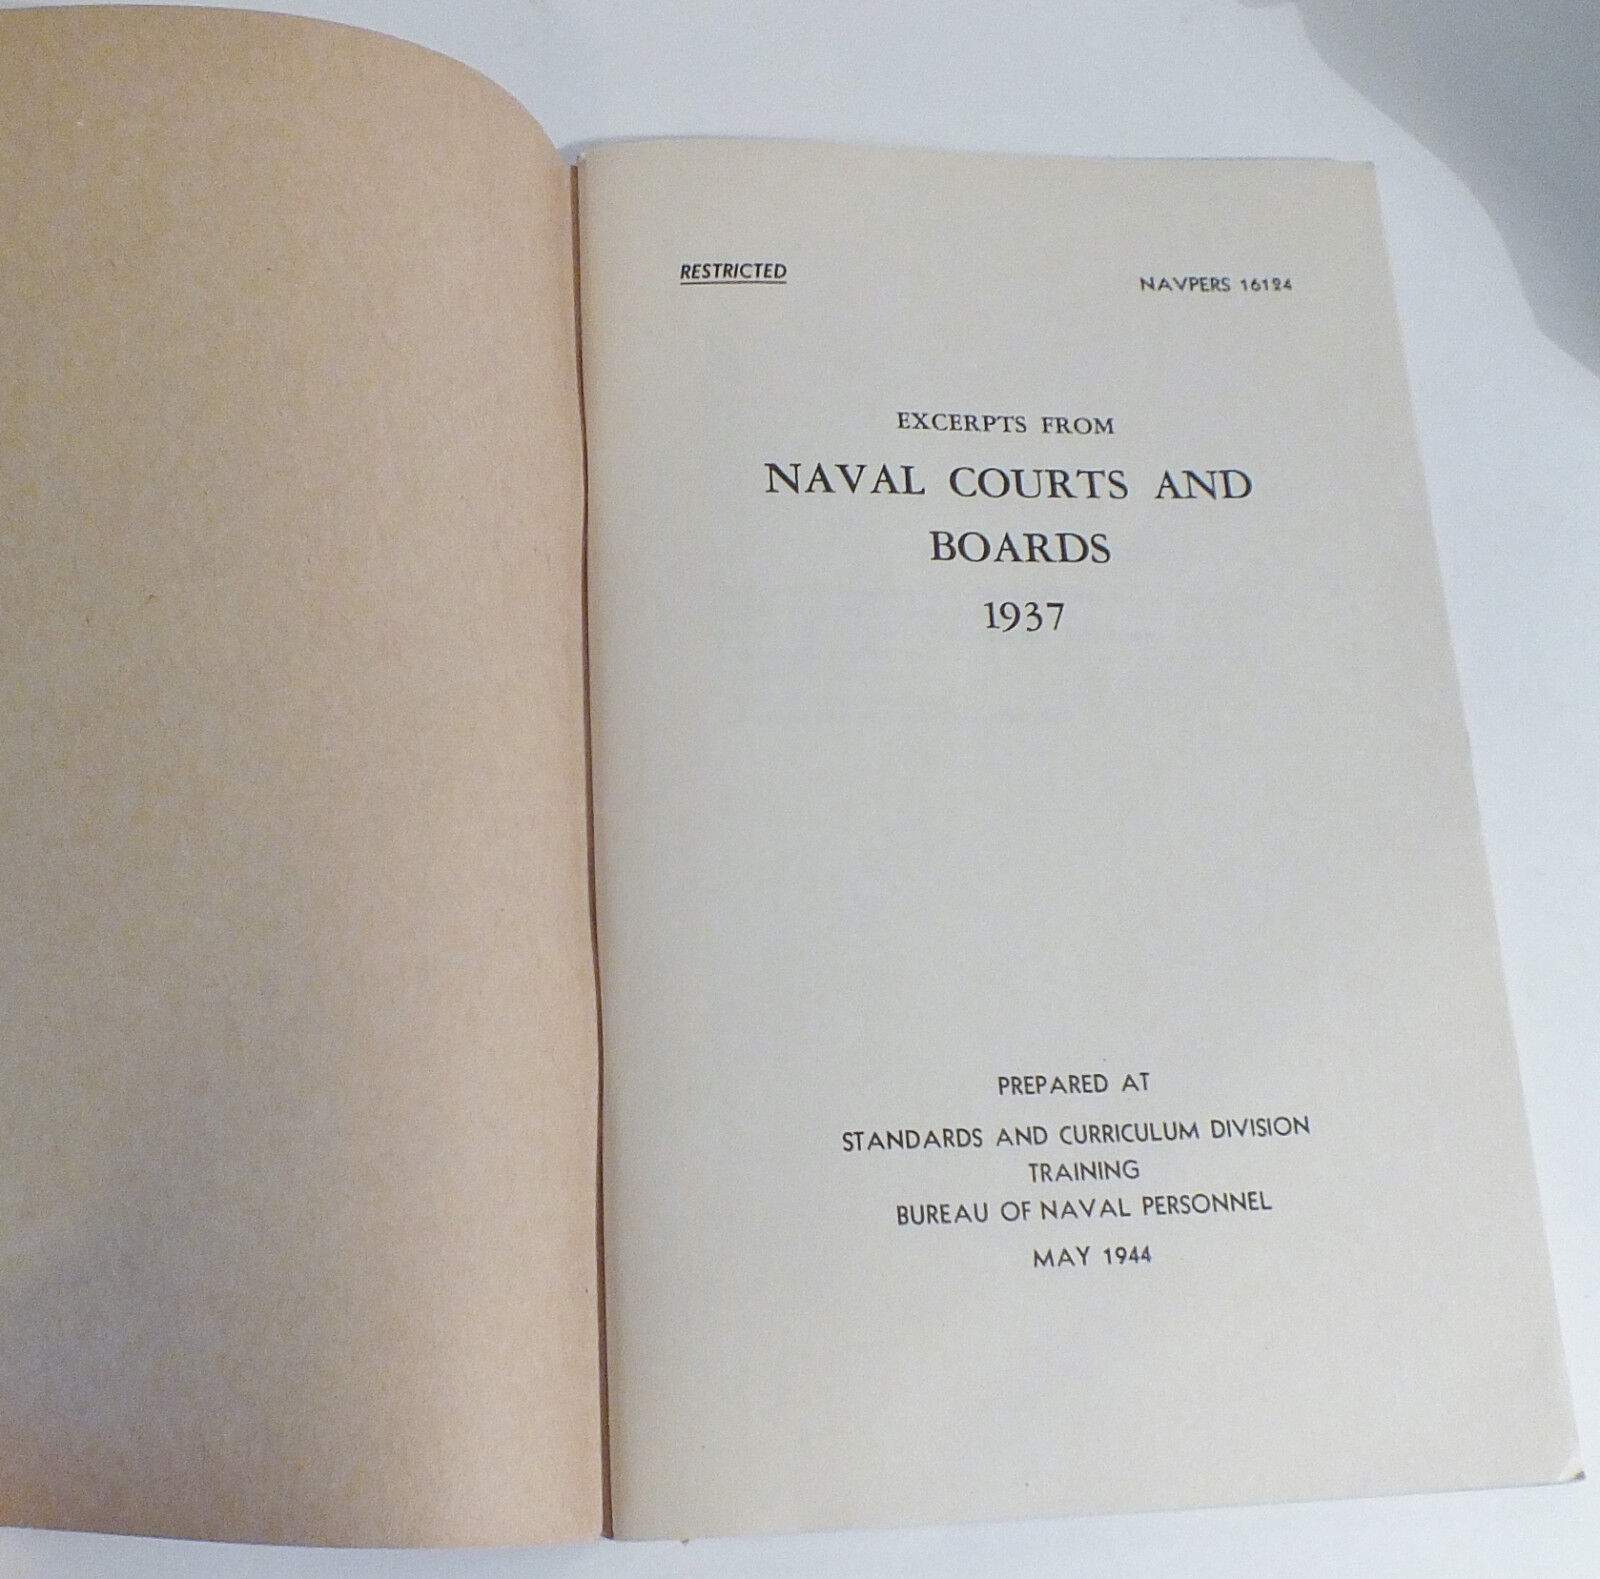 RESTRICTED
NAVPERS 16124
EXCERPTS FROM
NAVAL COURTS AND
BOARDS
1937
PREPARED AT
STANDARDS AND CURRICULUM DIVISION
TRAINING
BUREAU OF NAVAL PERSONNEL
MAY 1944